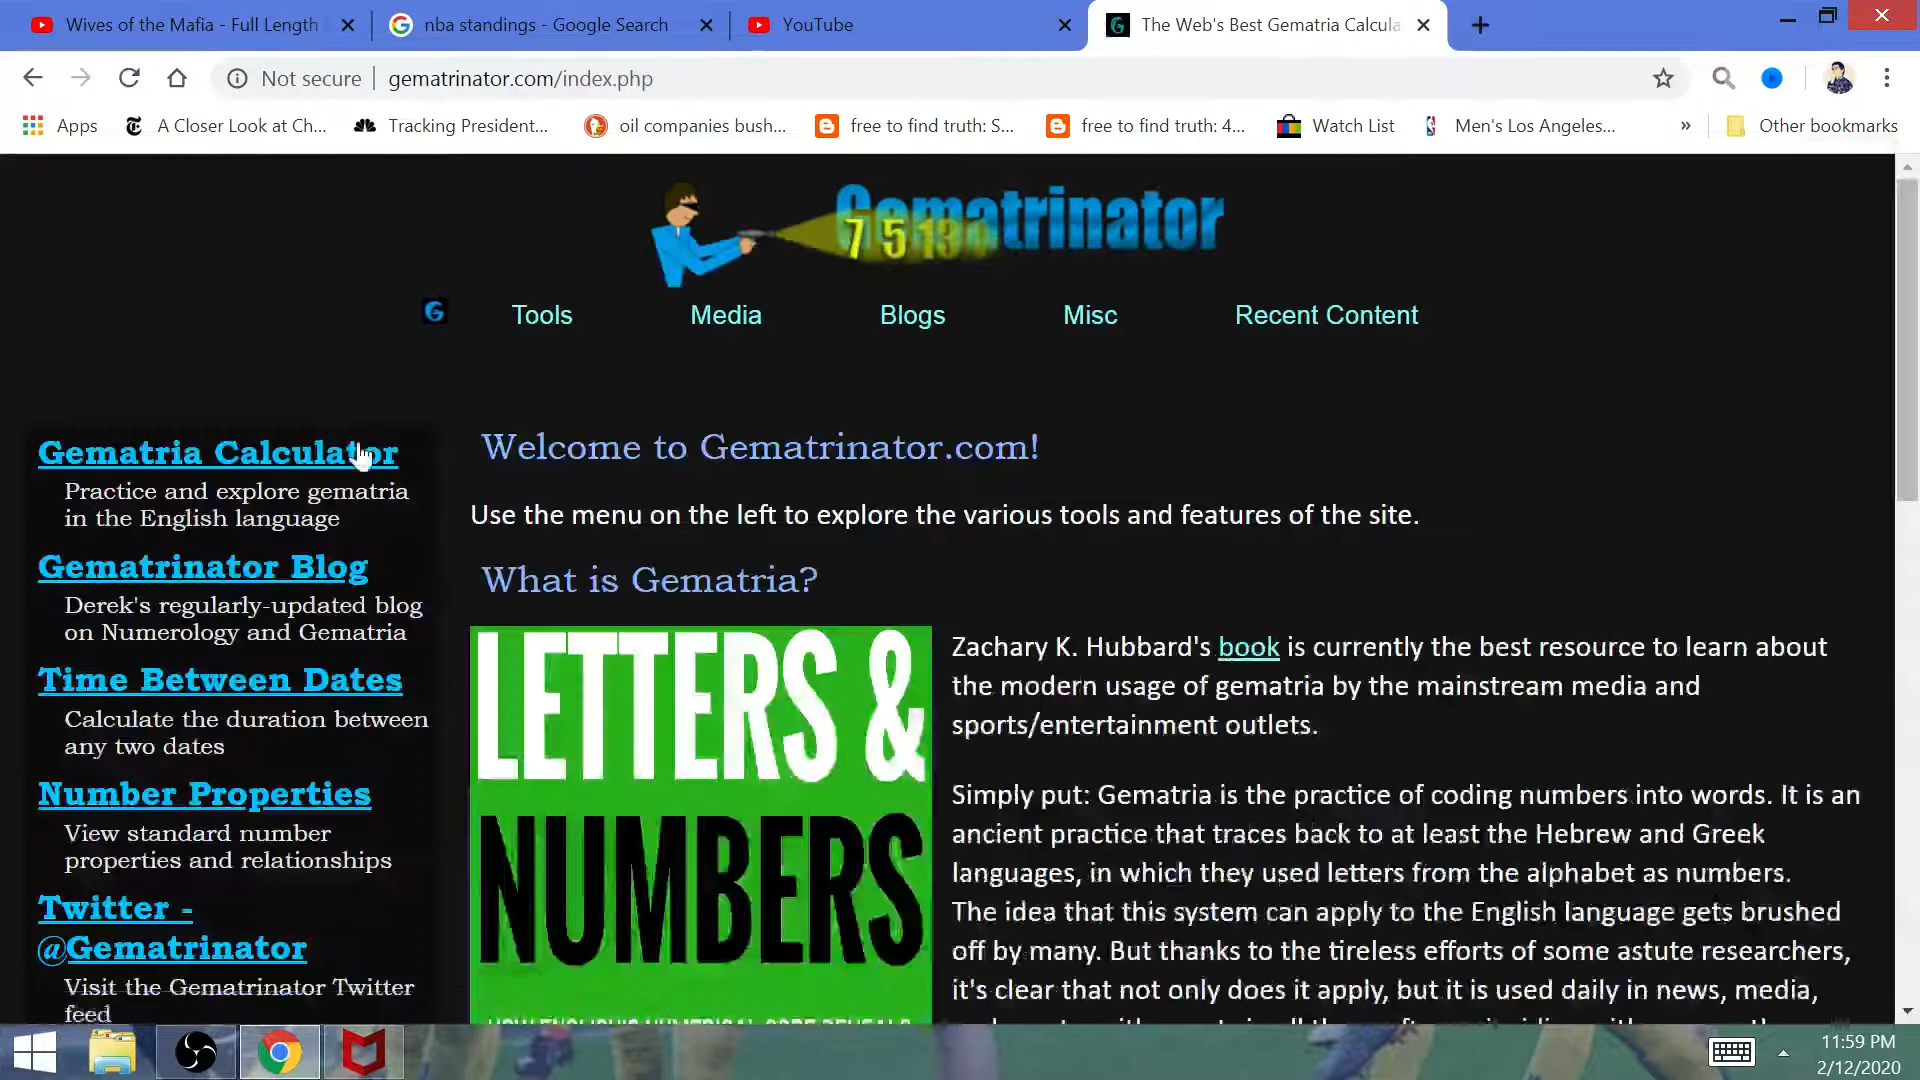 Wives of the Mafia - Full Length
nba standings - Google Search
YouTube
The Web's Best Gematria Calcula
Not secure
gematrinator.com/index.php
Apps
A Closer Look at Ch...
Tracking President...
oil companies bush...
free to find truth: S...
free to find truth: 4...
Watch List
Men's Los Angeles...
»
Other bookmarks
Gematrinator
7 5 13
G
Tools
Media
Blogs
Misc
Recent Content
Gematria Calculator
Practice and explore gematria
in the English language
Gematrinator Blog
Derek's regularly-updated blog
on Numerology and Gematria
Time Between Dates
Calculate the duration between
any two dates
Number Properties
View standard number
properties and relationships
Twitter -
@Gematrinator
Visit the Gematrinator Twitter
feed
Welcome to Gematrinator.com!
Use the menu on the left to explore the various tools and features of the site.
What is Gematria?
LETTERS &
NUMBERS
Zachary K. Hubbard's book is currently the best resource to learn about
the modern usage of gematria by the mainstream media and
sports/entertainment outlets.
Simply put: Gematria is the practice of coding numbers into words. It is an
ancient practice that traces back to at least the Hebrew and Greek
languages, in which they used letters from the alphabet as numbers.
The idea that this system can apply to the English language gets brushed
off by many. But thanks to the tireless efforts of some astute researchers,
it's clear that not only does it apply, but it is used daily in news, media,
11:59 PM
2/12/2020